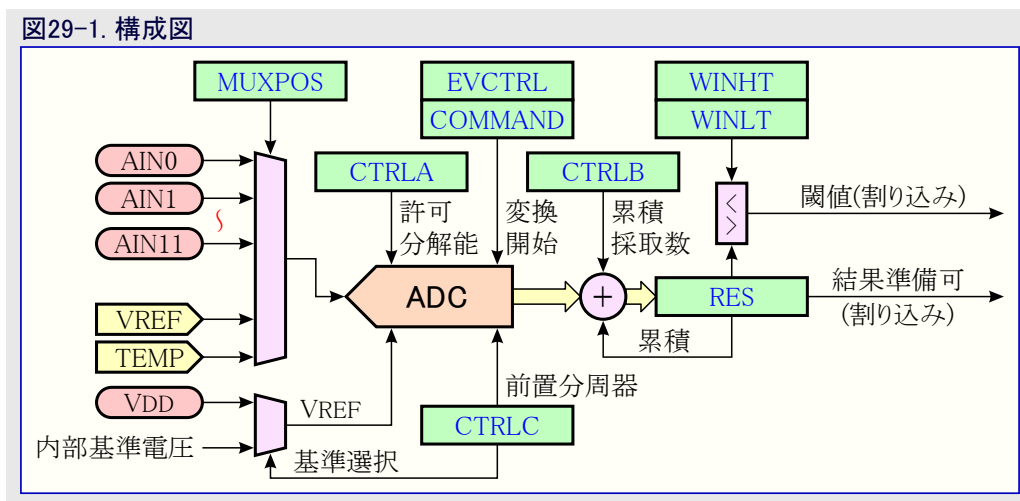 図29-1. 構成図
MUXPOS
EVCTRL
COMMAND
WINHT
WINLT
AIN0
AIN1
AIN11
CTRLA
許可
分解能
変換
開始
CTRLB
累積
採取数
< >
閾値(割り込み)
ADC
+
RES
結果準備可
(割り込み)
累積
VREF
TEMP
VDD
内部基準電圧
VREF
基準選択
前置分周器
CTRLC